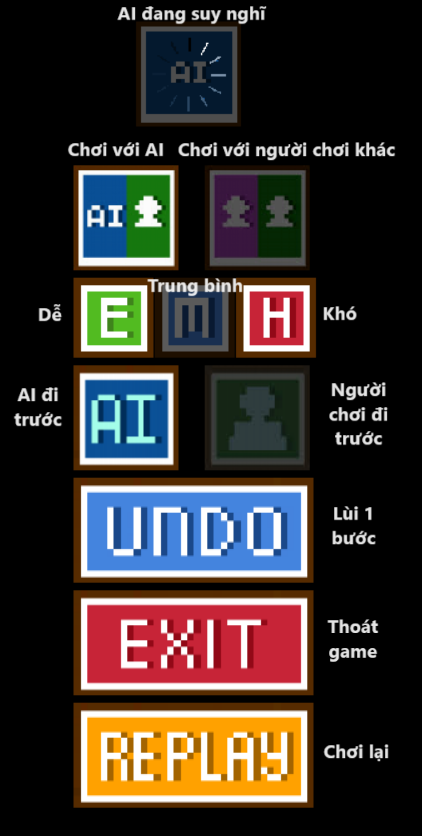 AI đang suy nghĩ
AI
Chơi với AI Chơi với người chơi khác
AI
Trung bình
Dễ E M H Khó
AI đi
trước
AI
Người
chơi đi
trước
UNDO
Lùi 1
bước
EXIT
Thoát
game
REPLAY
Chơi lại